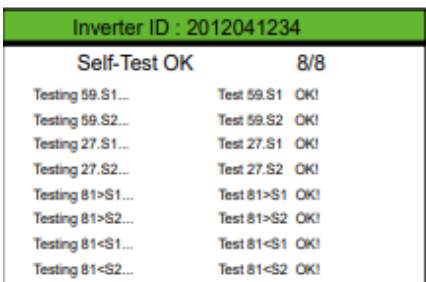 Inverter ID : 2012041234
Self-Test OK 8/8
Testing 59.S1... Test 59.S1 OK!
Testing 59.S2... Test 59.S2 OK!
Testing 27.S1... Test 27.S1 OK!
Testing 27.S2... Test 27.S2 OK!
Testing 81>S1... Test 81>S1 OK!
Testing 81>S2... Test 81>S2 OK!
Testing 81<S1... Test 81<S1 OK!
Testing 81<S2... Test 81<S2 OK!